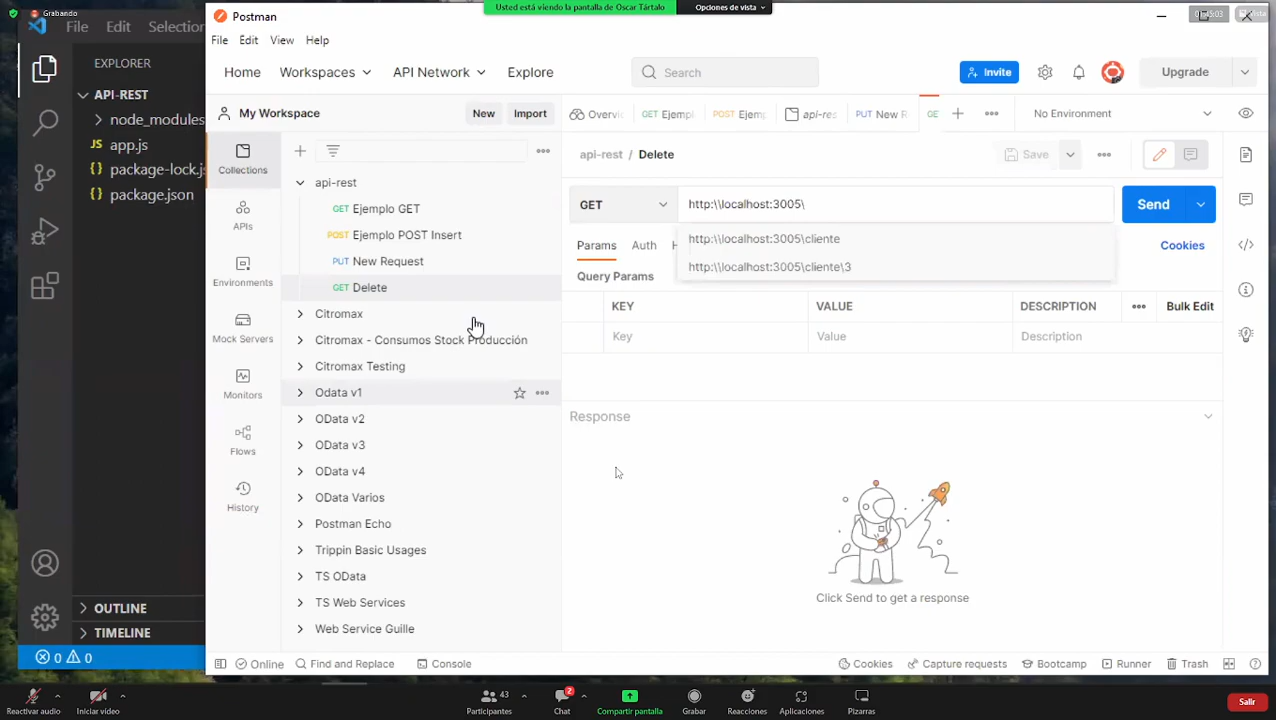 Grabando
Usted está viendo la pantalla de Oscar Tártalo
Opciones de vista
Postman
File Edit Selection
File Edit View Help
Home Workspaces API Network Explore
Search
Invite
Upgrade
EXPLORER
API-REST
node_modules
app.js
package-lock.js
package.json
OUTLINE
TIMELINE
0 0
My Workspace
New
Import
Overvi
GET Ejempl
POST Ejem
api-res
PUT New R
GE
No Environment
Collections
APIs
Environments
Mock Servers
Monitors
Flows
History
api-rest
GET Ejemplo GET
POST Ejemplo POST Insert
PUT New Request
GET Delete
Citromax
Citromax - Consumos Stock Producción
Citromax Testing
Odata v1
OData v2
OData v3
OData v4
OData Varios
Postman Echo
Trippin Basic Usages
TS OData
TS Web Services
Web Service Guille
api-rest / Delete
Save
GET
http:\\localhost:3005\
Send
http:\\localhost:3005\cliente
http:\\localhost:3005\cliente\3
Params Auth H
Cookies
Query Params
KEY VALUE DESCRIPTION
Bulk Edit
Key Value Description
Response
Click Send to get a response
Online
Find and Replace
Console
Cookies
Capture requests
Bootcamp
Runner
Trash
Reactivar audio
Iniciar video
43
Participantes
2
Chat
Compartir pantalla
Grabar
Reacciones
Aplicaciones
Pizarras
Salir